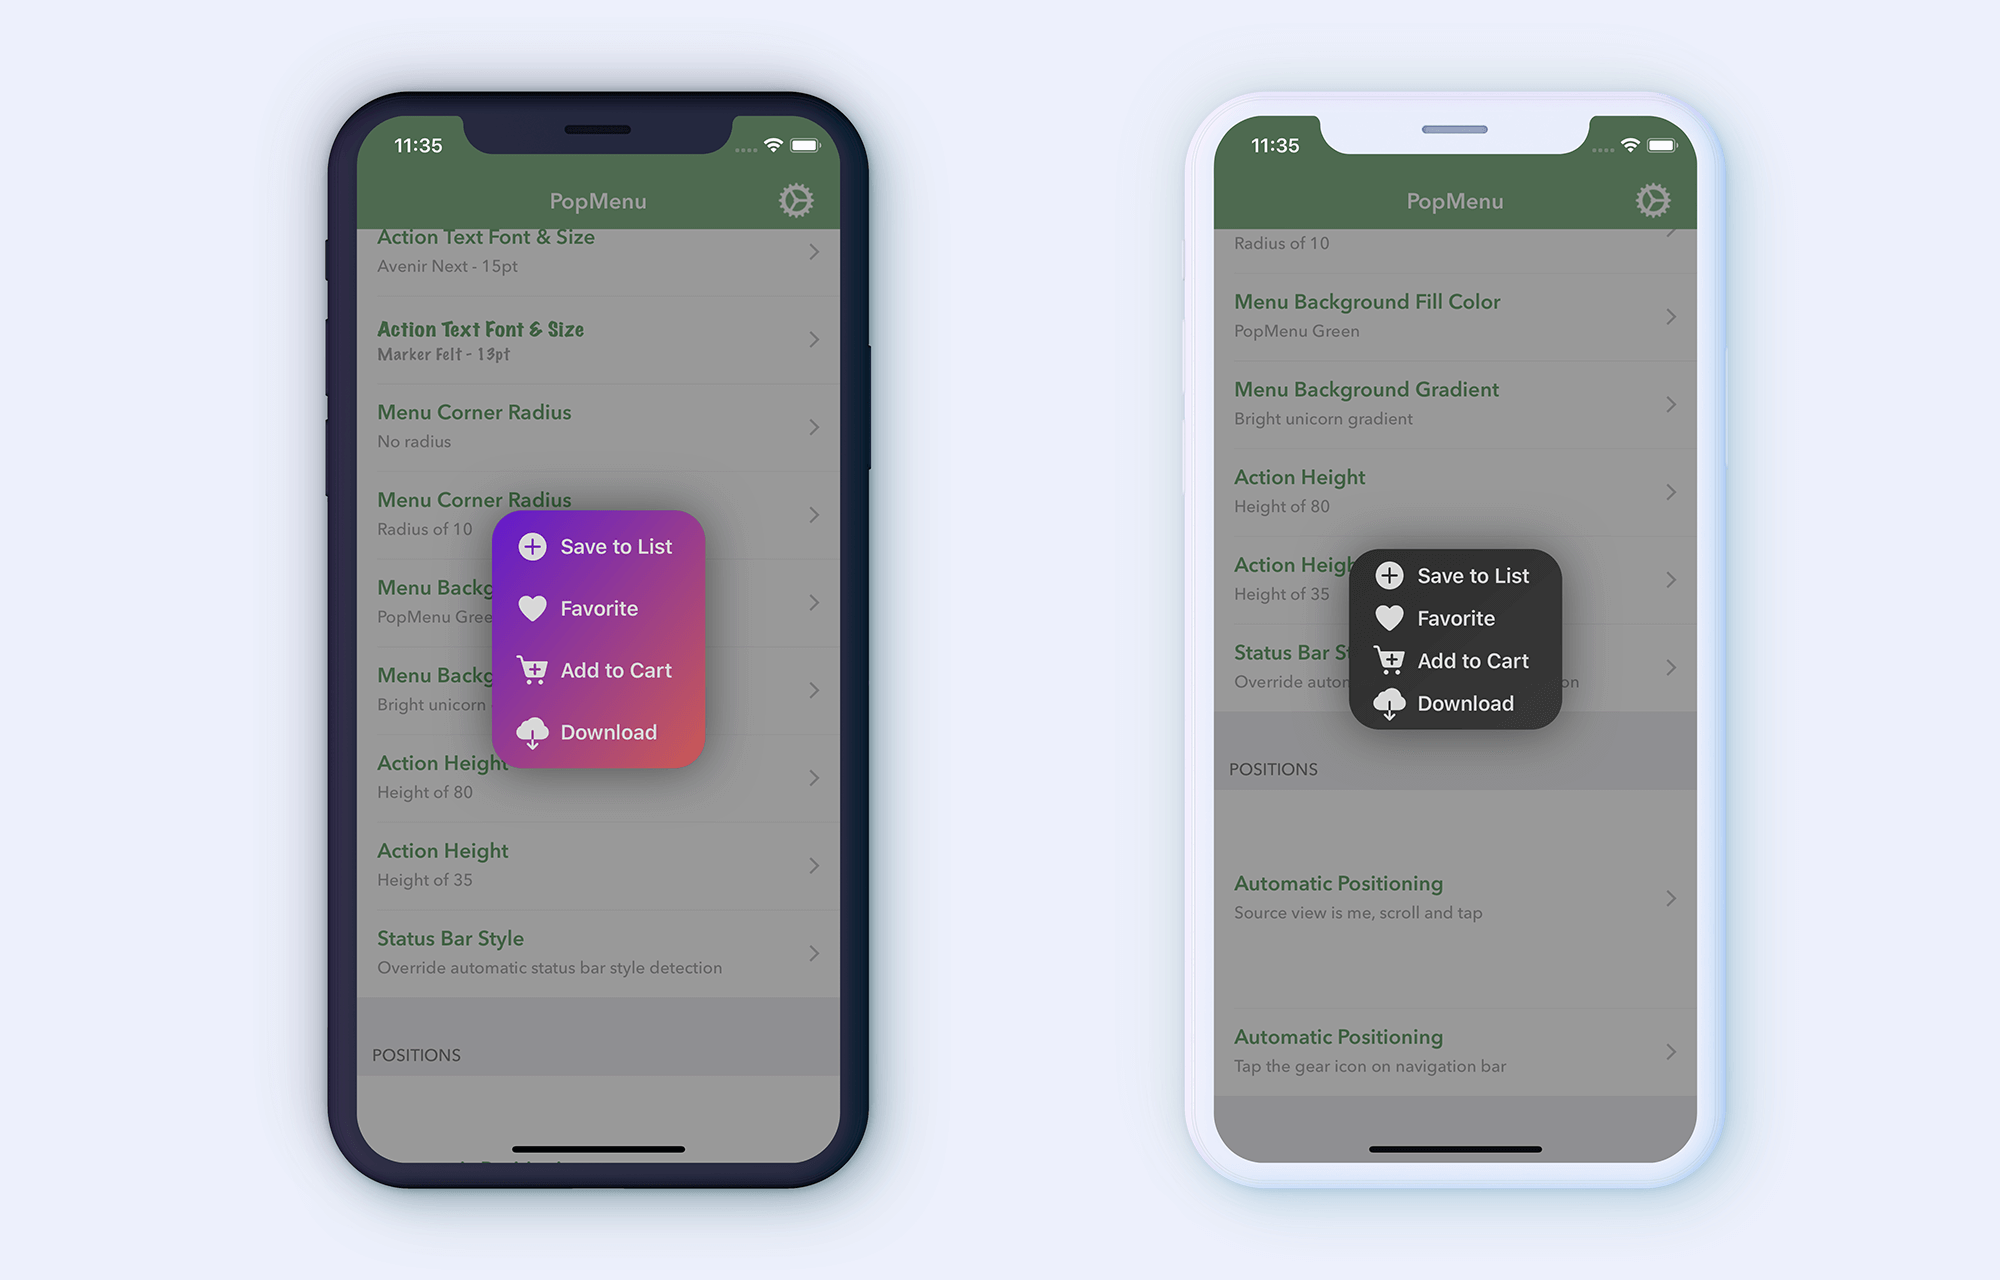 11:35
PopMenu
Action Text Font & Size
Avenir Next - 15pt
Action Text Font & Size
Marker Felt - 13pt
Menu Corner Radius
No radius
Menu Corner Radius
Radius of 10
Menu
PopMenu
Menu
Bright unicorn
Save to List
Favorite
Add to Cart
Download
Action Height
Height of 80
Action Height
Height of 35
Status Bar Style
Override automatic status bar style detection
POSITIONS
11:35
PopMenu
Radius of 10
Menu Background Fill Color
PopMenu Green
Menu Background Gradient
Bright unicorn gradient
Action Height
Height of 80
Action
Height of 35
Status Bar
Override
Save to List
Favorite
Add to Cart
Download
POSITIONS
Automatic Positioning
Source view is me, scroll and tap
Automatic Positioning
Tap the gear icon on navigation bar